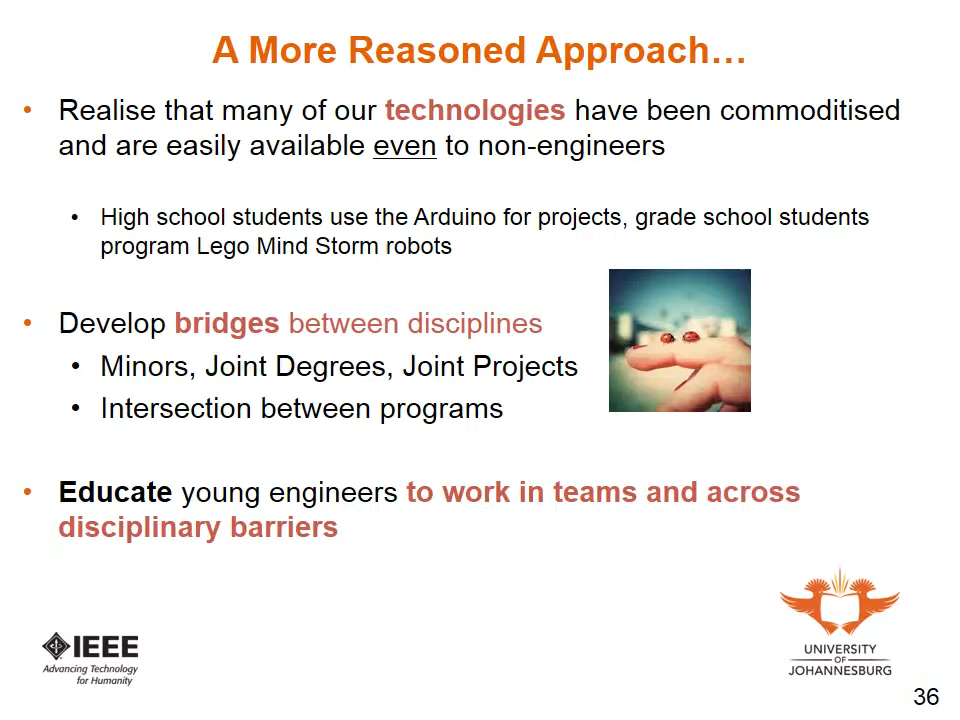 A More Reasoned Approach…
• Realise that many of our technologies have been commoditised
and are easily available even to non-engineers
• High school students use the Arduino for projects, grade school students
program Lego Mind Storm robots
• Develop bridges between disciplines
• Minors, Joint Degrees, Joint Projects
• Intersection between programs
• Educate young engineers to work in teams and across
disciplinary barriers
IEEE
Advancing Technology
for Humanity
UNIVERSITY
OF
JOHANNESBURG
36